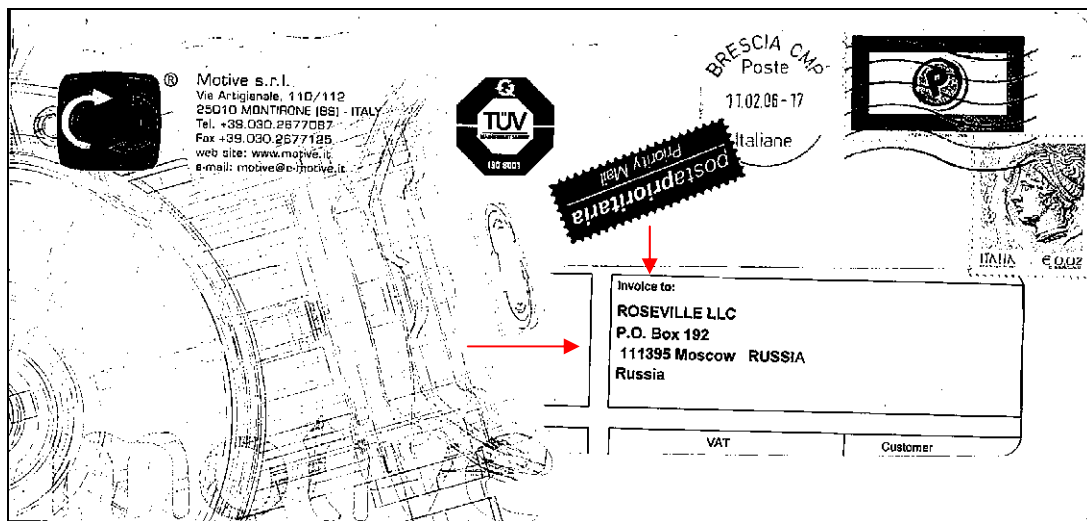 ®
Motive s.r.l.
Via Artigianale, 110/112
25010 MONTIRONE (BS) - ITALY
Tel. +39.030.2677087
Fax +39.030.2677125
web site: www.motive.it
e-mail: motive@e-motive.it
TÜV
ISO 9001
BRESCIA CMP
Poste
11.02.06-17
Italiane
P
postaprioritaria
Priority Mail
ITALIA €0,02
Invoice to:
ROSEVILLE LLC
P.O. Box 192
111395 Moscow RUSSIA
Russia
VAT
Customer